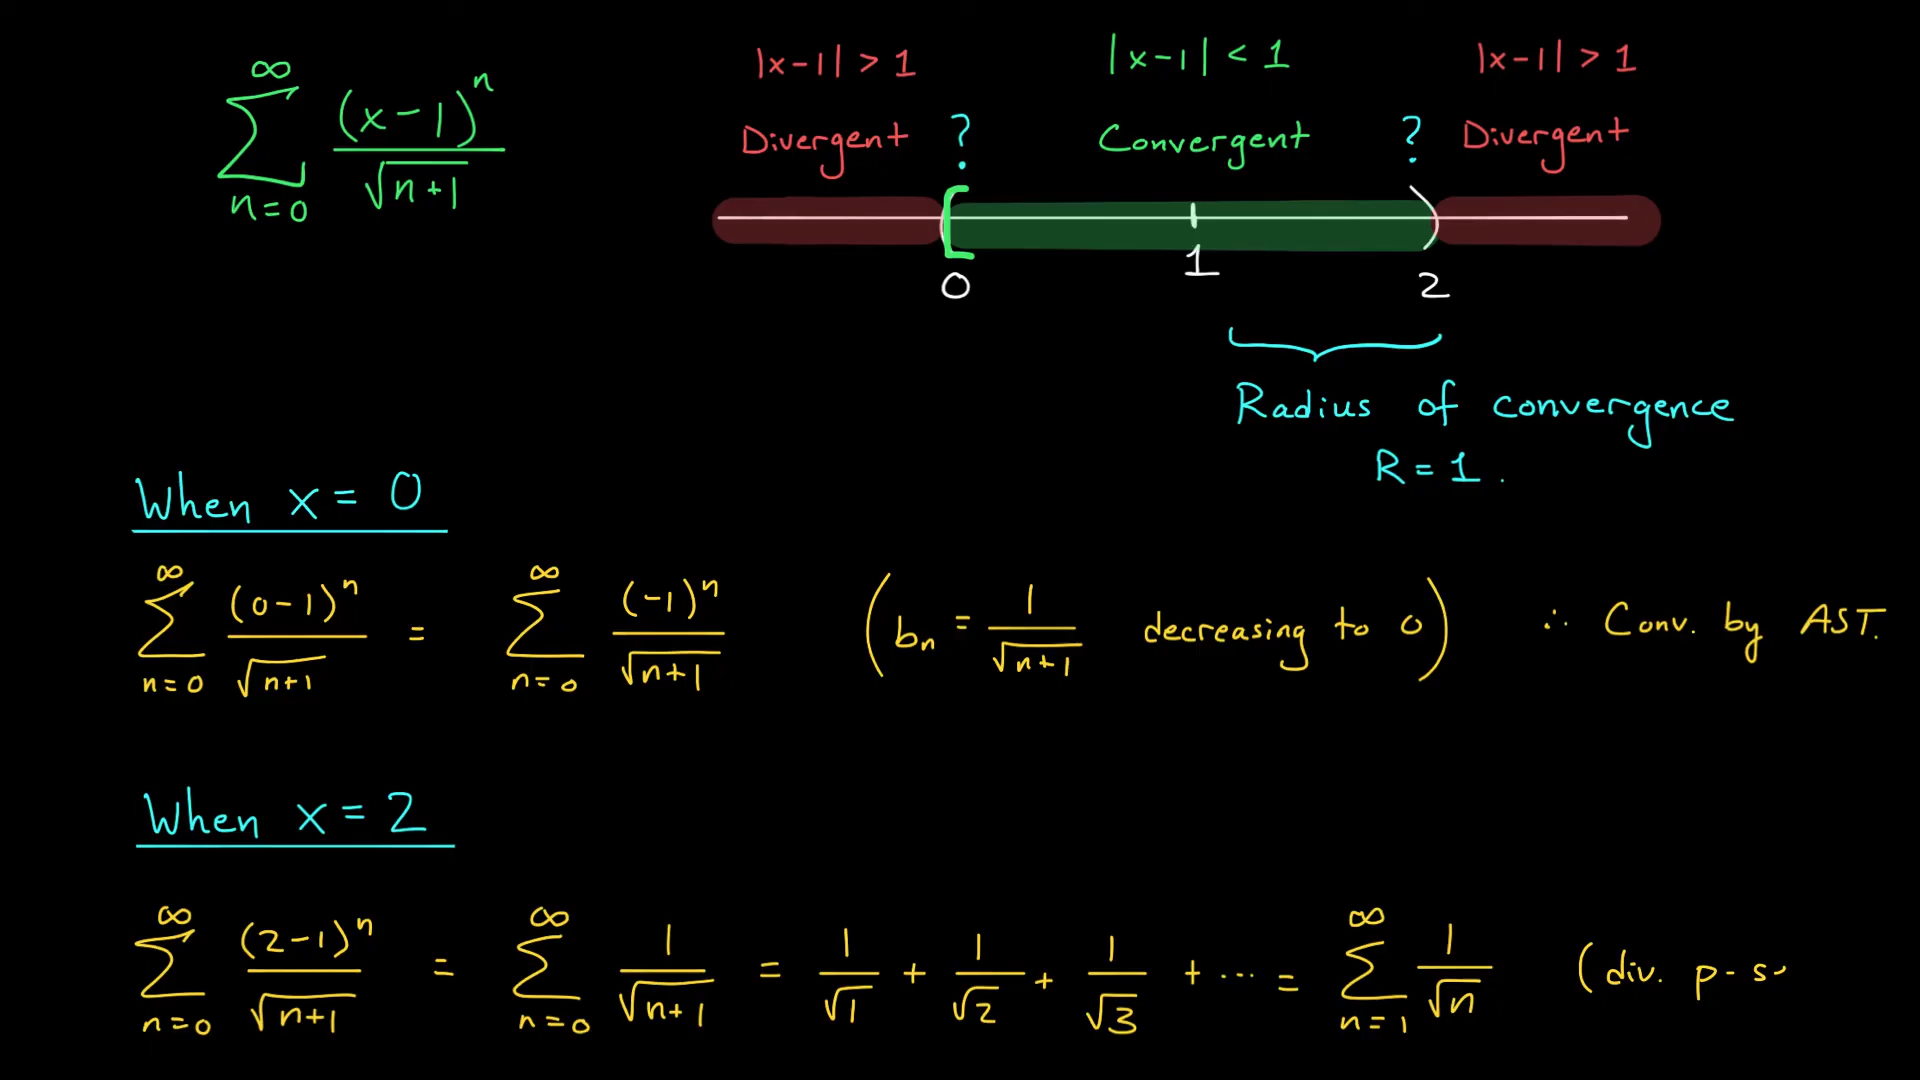 ∑_{n=0}^{∞} (x-1)^n / √(n+1)
|x-1| > 1 |x-1| < 1 |x-1| > 1
Divergent ? Convergent ? Divergent
0 1 2
Radius of convergence
R = 1.
When x = 0
∑_{n=0}^{∞} (0-1)^n / √(n+1) = ∑_{n=0}^{∞} (-1)^n / √(n+1) (b_n = 1/√(n+1) decreasing to 0) ∴ Conv. by AST.
When x = 2
∑_{n=0}^{∞} (2-1)^n / √(n+1) = ∑_{n=0}^{∞} 1/√(n+1) = 1/√1 + 1/√2 + 1/√3 + ⋯ = ∑_{n=1}^{∞} 1/√n (div. p-s